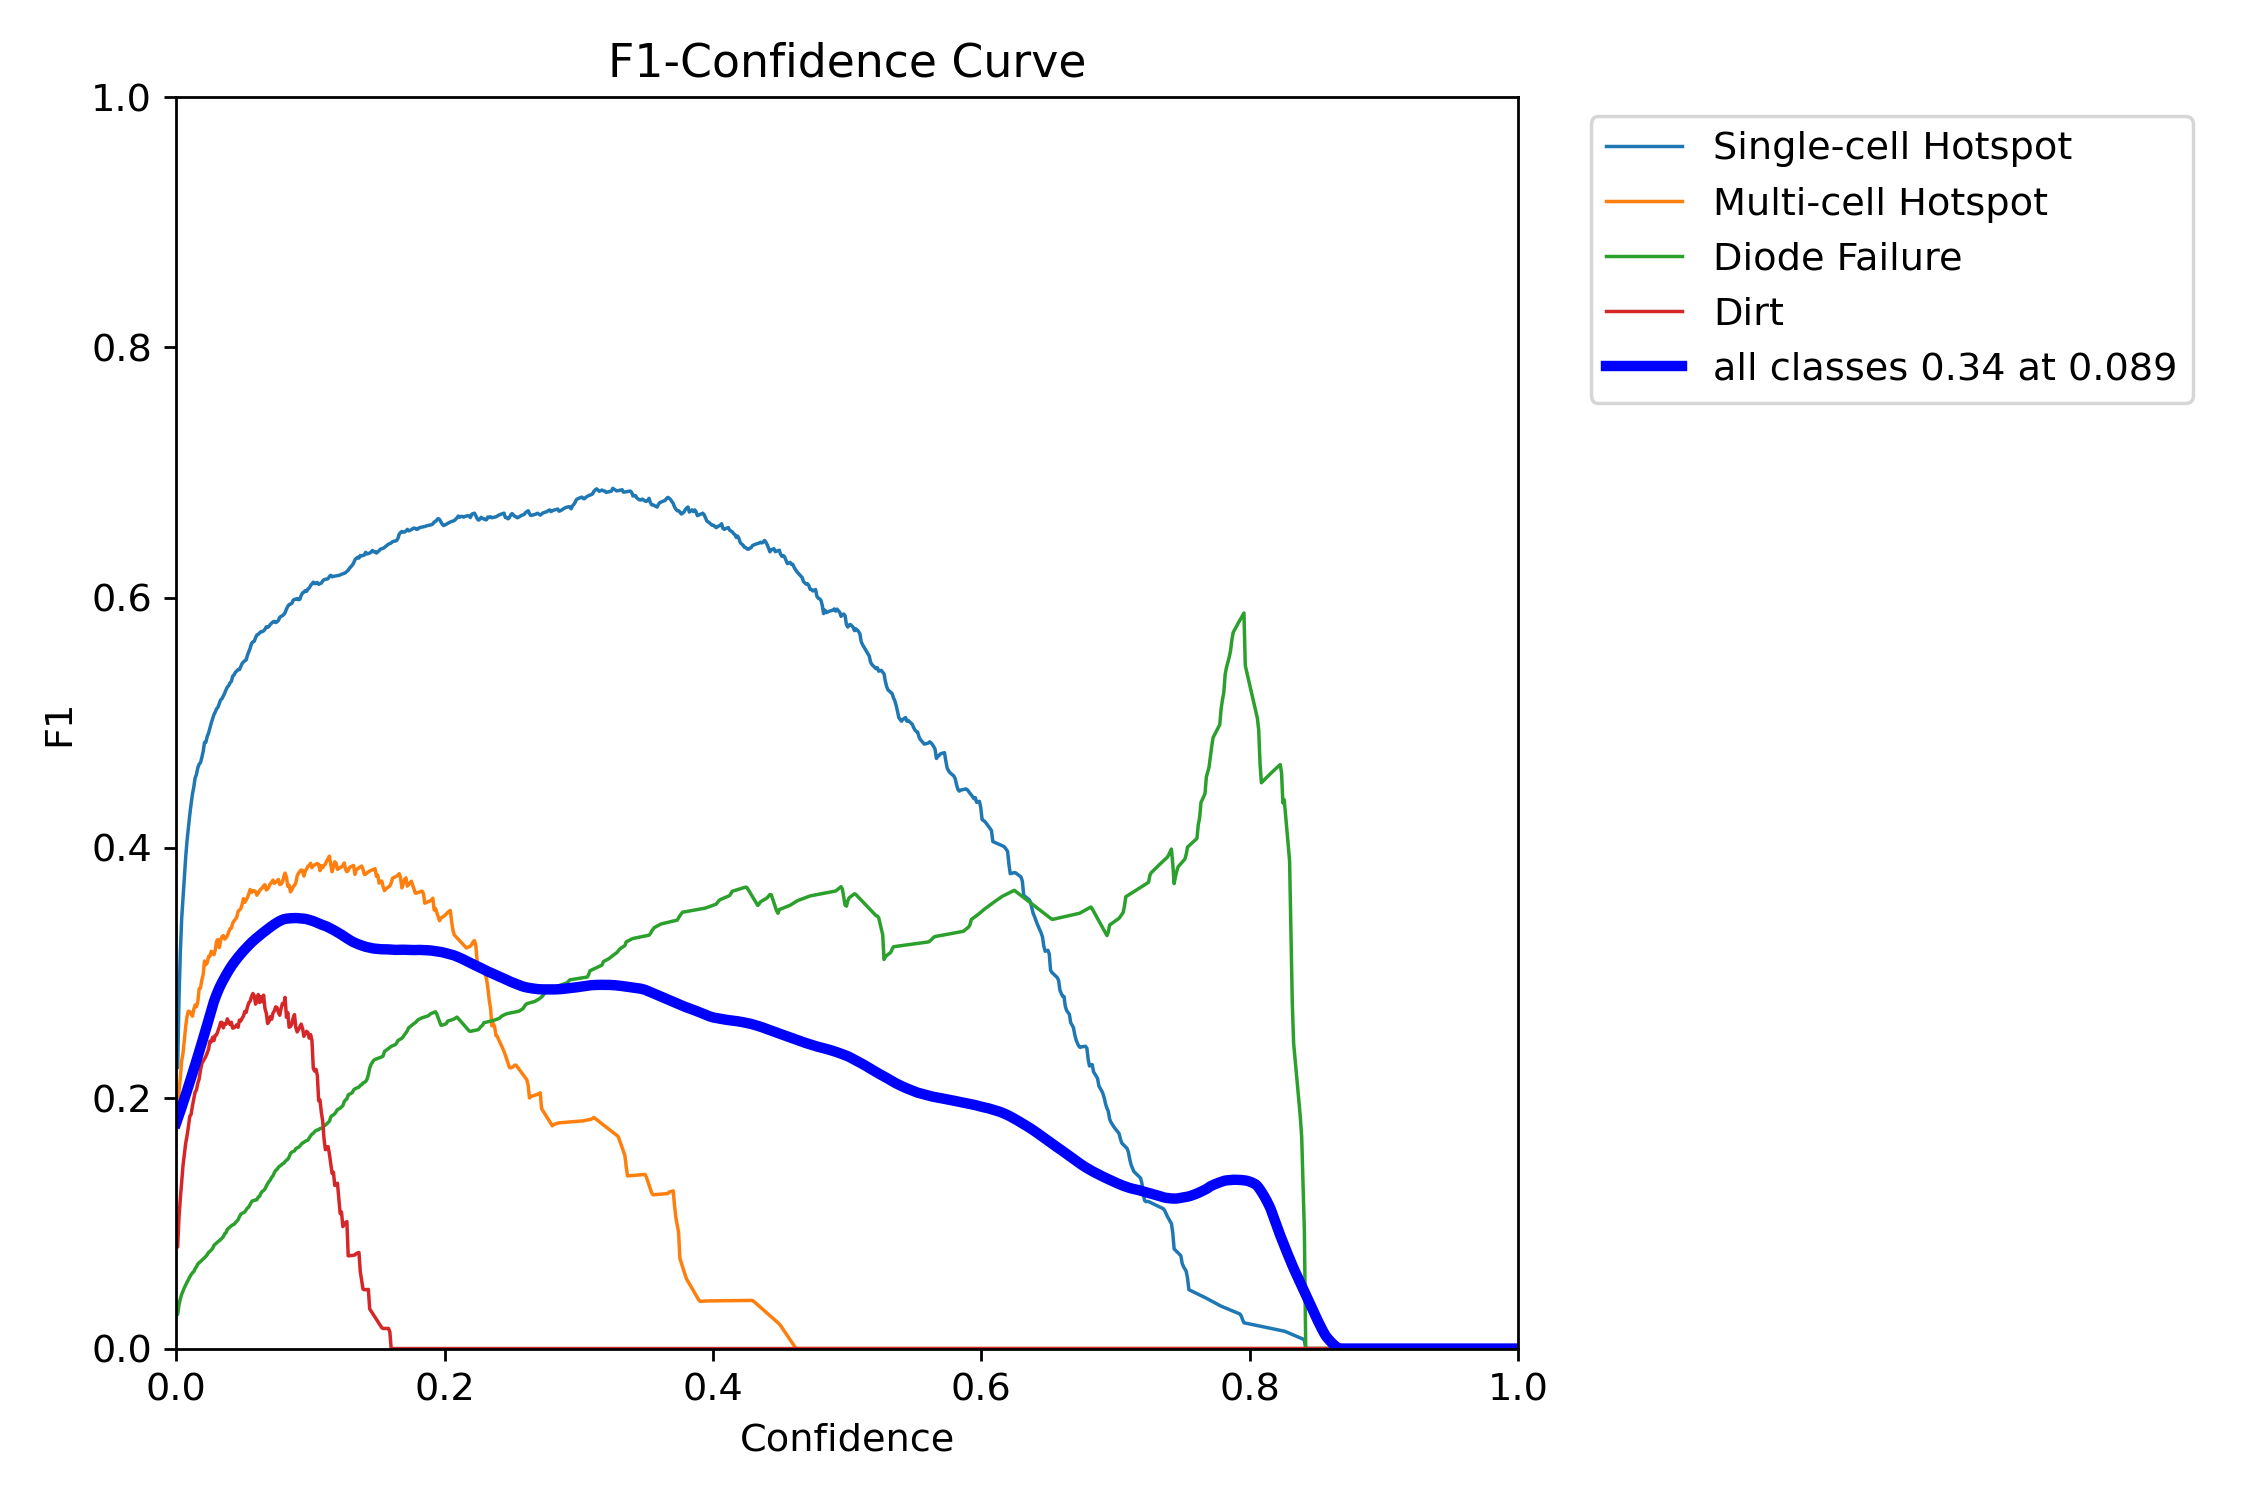 F1-Confidence Curve
1.0
0.8
0.6
0.4
0.2
0.0
F1
0.0 0.2 0.4 0.6 0.8 1.0
Confidence
Single-cell Hotspot
Multi-cell Hotspot
Diode Failure
Dirt
all classes 0.34 at 0.089